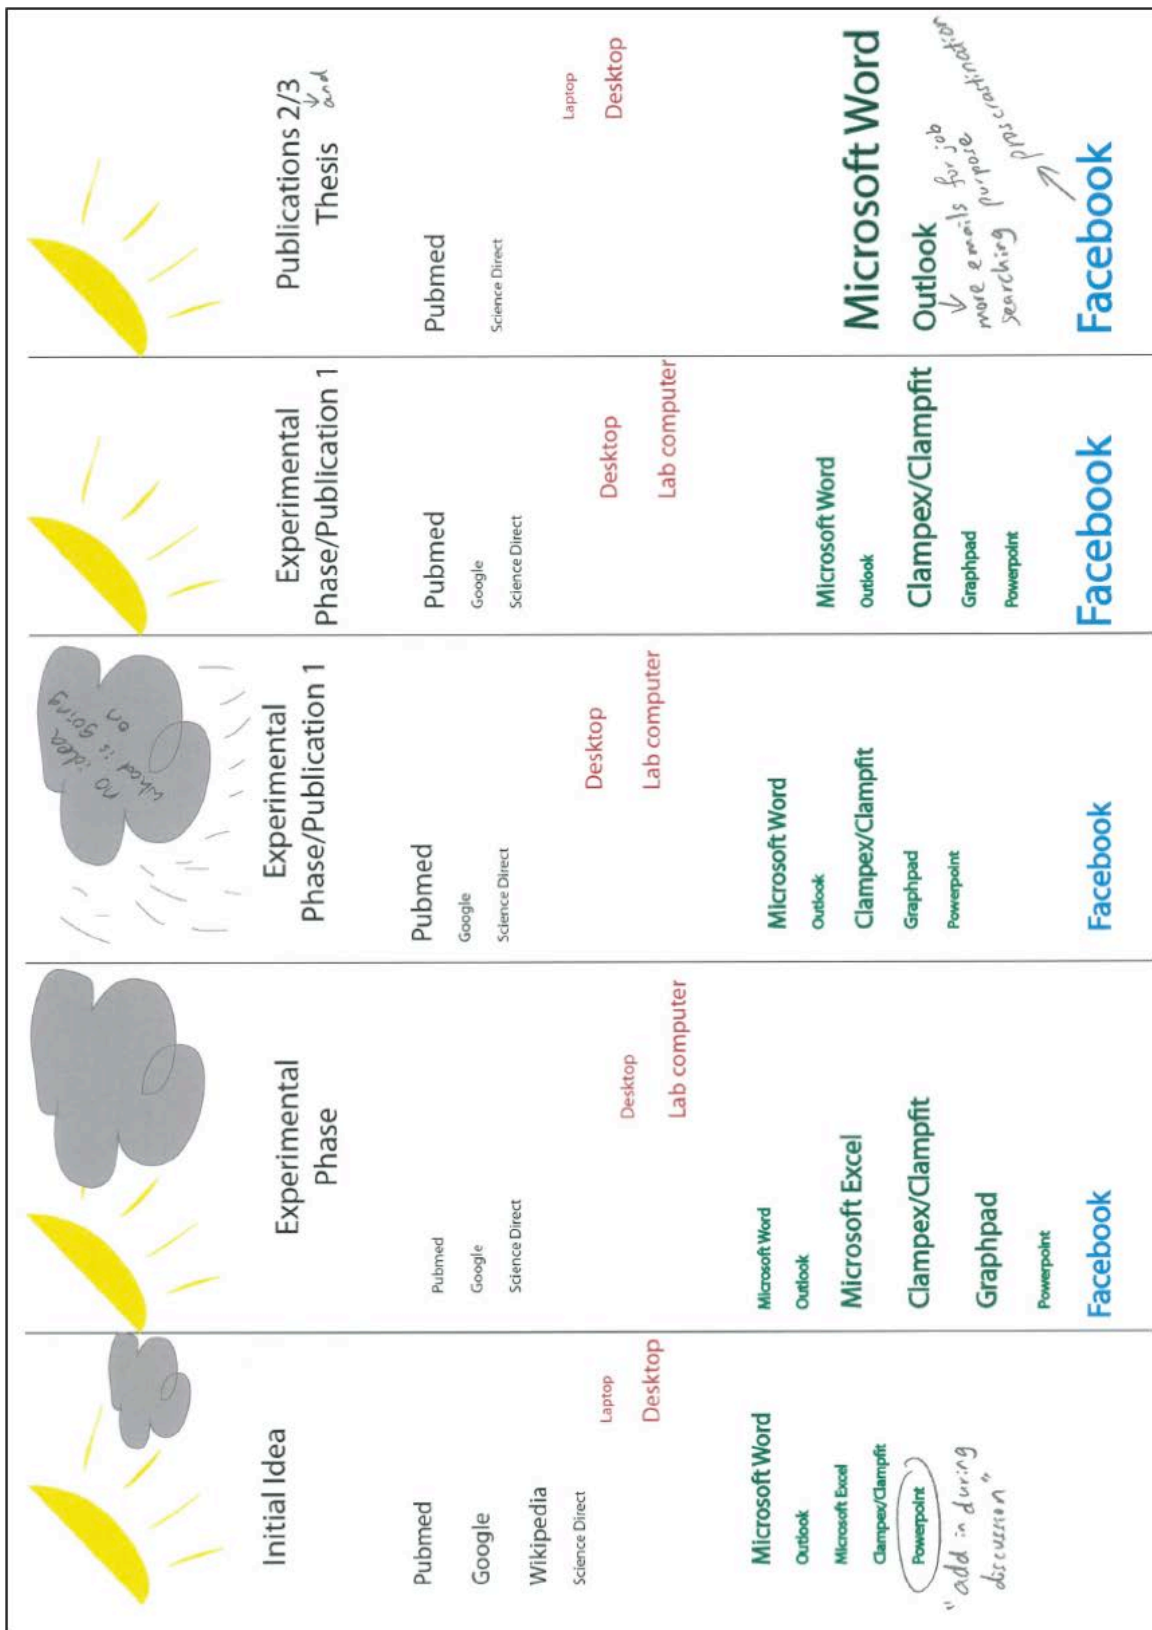 Initial Idea
Pubmed
Google
Wikipedia
Science Direct
Laptop
Desktop
Microsoft Word
Outlook
Microsoft Excel
Clampex/Clampfit
Powerpoint
"add in during
discussion"
Experimental
Phase
Pubmed
Google
Science Direct
Desktop
Lab computer
Microsoft Word
Outlook
Microsoft Excel
Clampex/Clampfit
Graphpad
Powerpoint
Facebook
no idea
what is going
on
Experimental
Phase/Publication 1
Pubmed
Google
Science Direct
Desktop
Lab computer
Microsoft Word
Outlook
Clampex/Clampfit
Graphpad
Powerpoint
Facebook
Experimental
Phase/Publication 1
Pubmed
Google
Science Direct
Desktop
Lab computer
Microsoft Word
Outlook
Clampex/Clampfit
Graphpad
Powerpoint
Facebook
Publications 2/3
and
Thesis
Pubmed
Science Direct
Laptop
Desktop
Microsoft Word
Outlook
more emails for job
searching purpose
procrastination
Facebook